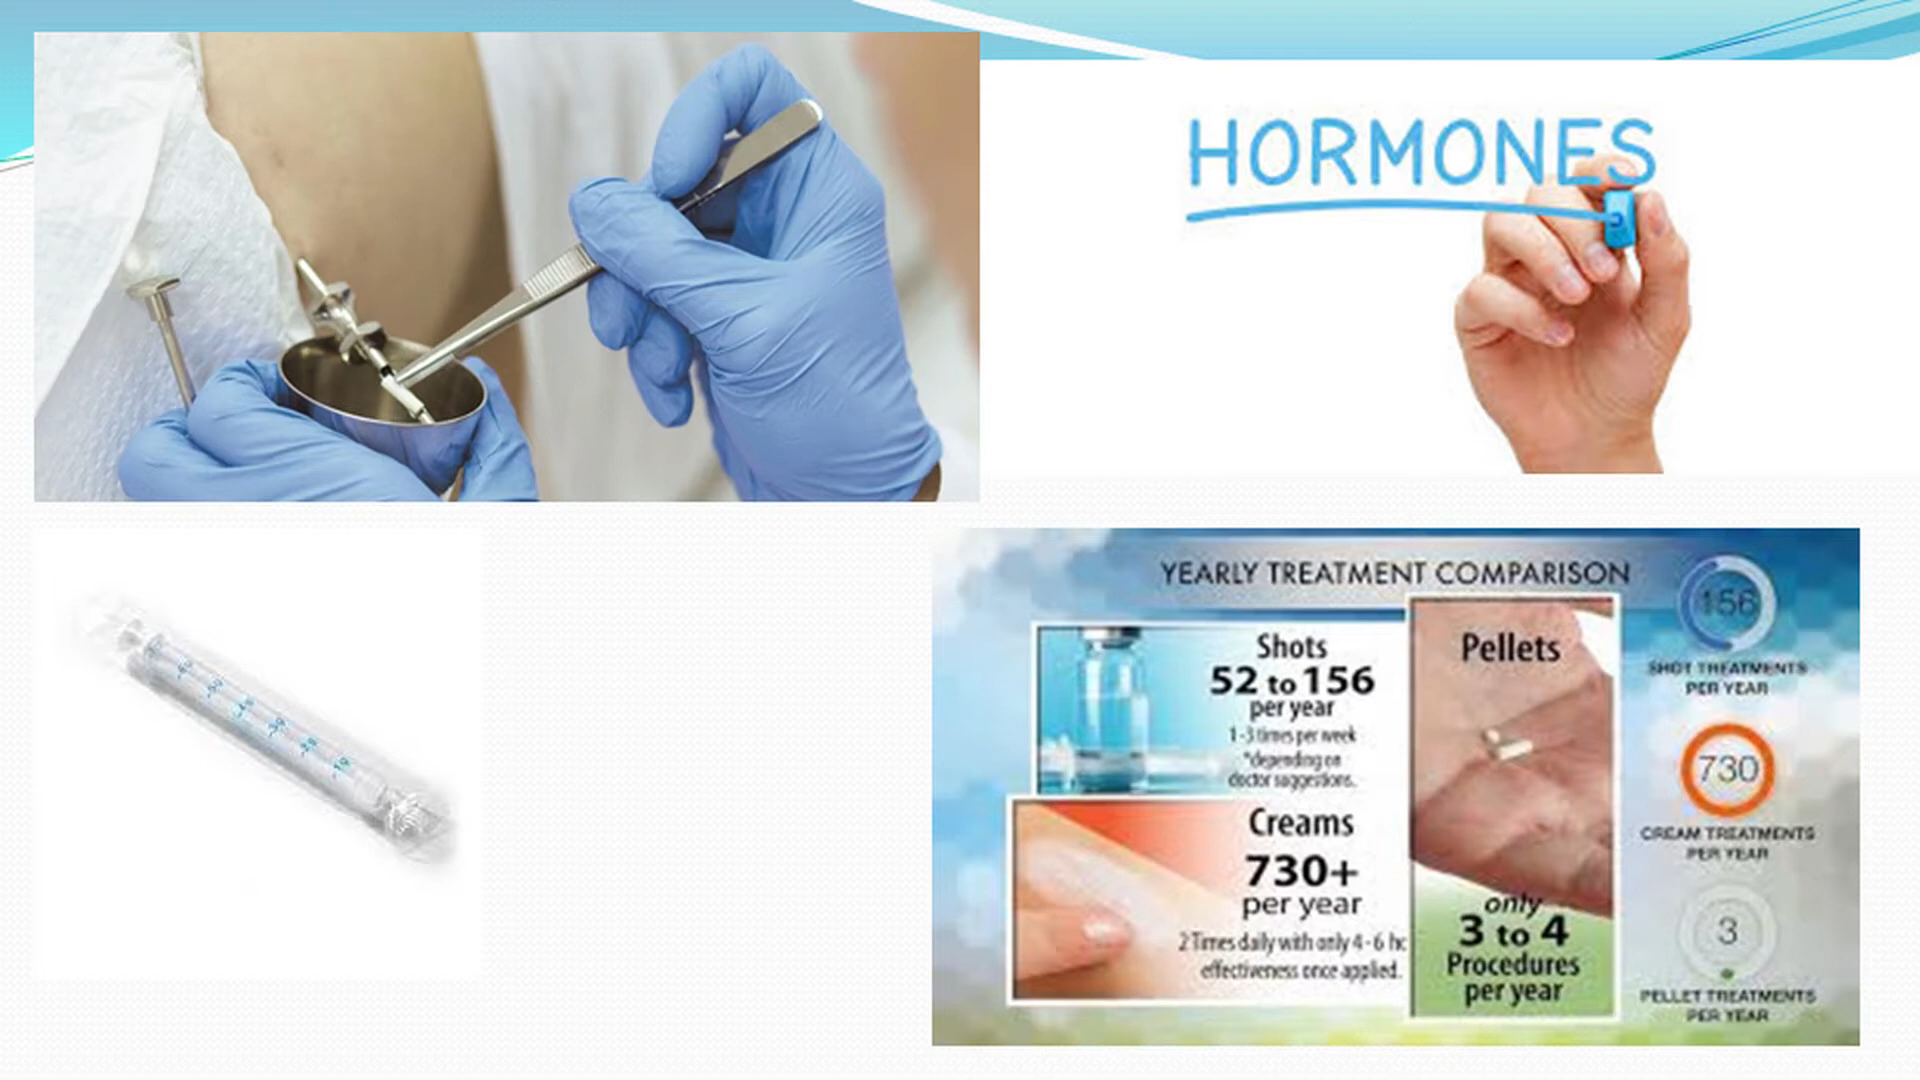 HORMONES
YEARLY TREATMENT COMPARISON
Shots
52 to 156
per year
1-3 times per week
*depending on
doctor suggestions.
Creams
730+
per year
2 Times daily with only 4-6 hc
effectiveness once applied.
Pellets
only
3 to 4
Procedures
per year
156
SHOT TREATMENTS
PER YEAR
730
CREAM TREATMENTS
PER YEAR
3
PELLET TREATMENTS
PER YEAR